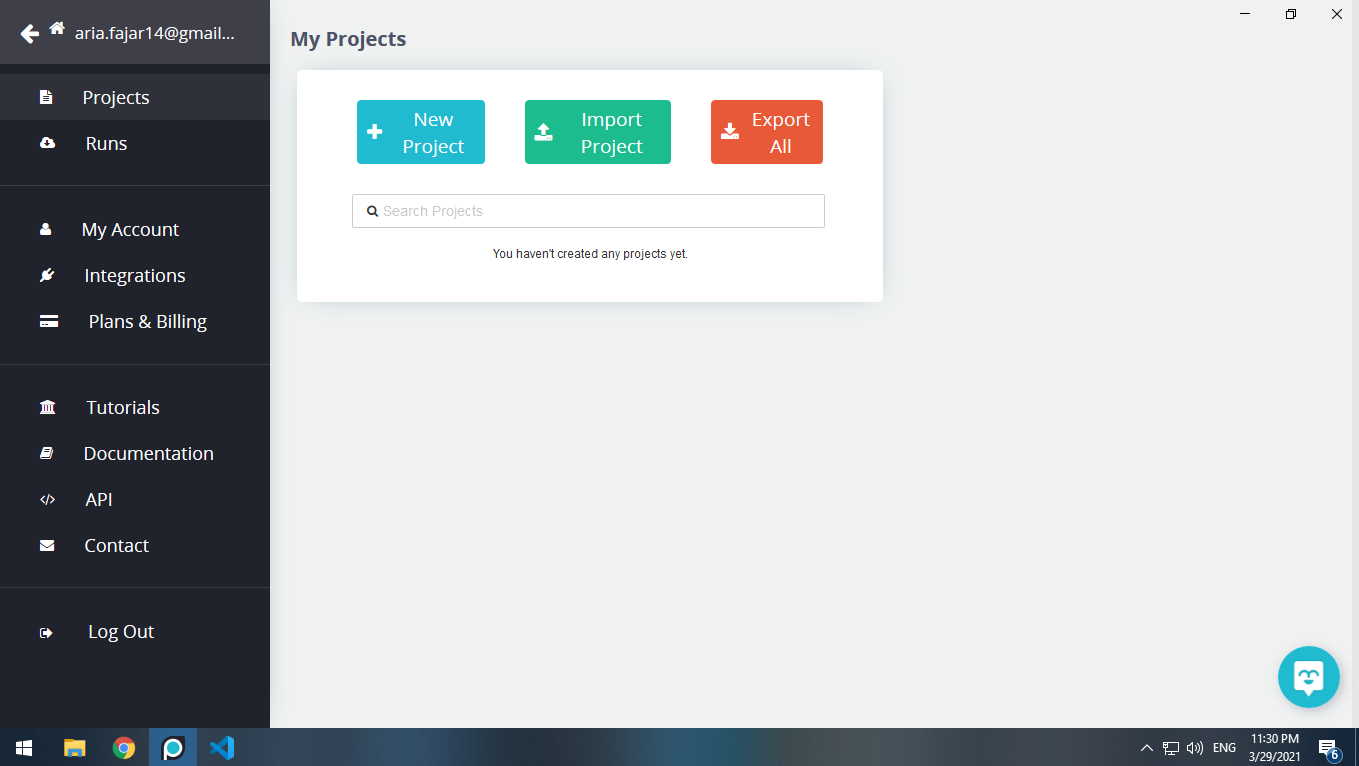 aria.fajar14@gmail...
Projects
Runs
My Account
Integrations
Plans & Billing
Tutorials
Documentation
API
Contact
Log Out
My Projects
New
Project
Import
Project
Export
All
Search Projects
You haven't created any projects yet.
ENG
11:30 PM
3/29/2021
6